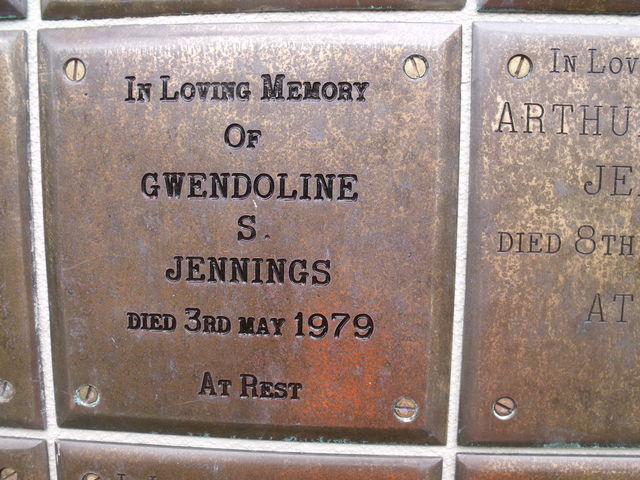 In Loving Memory
Of
GWENDOLINE
S.
JENNINGS
DIED 3RD MAY 1979
At Rest
In Lov
ARTHU
JE
DIED 8TH
AT